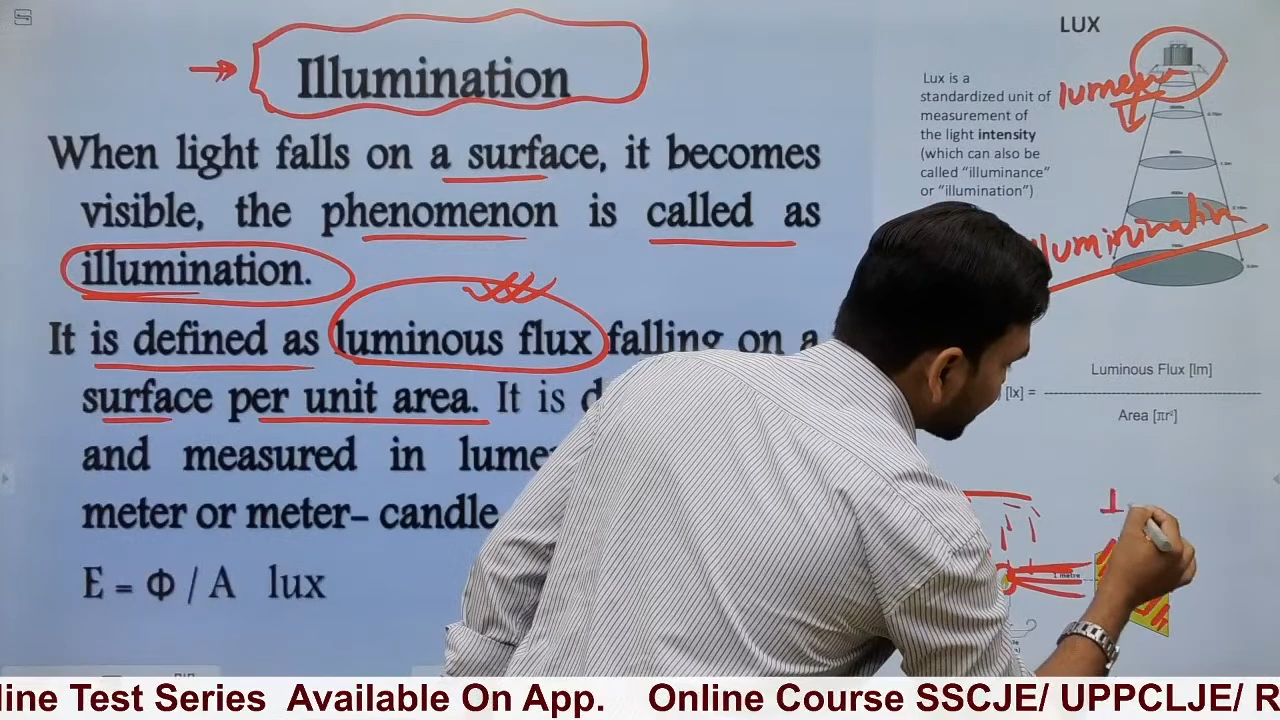 Illumination
When light falls on a surface, it becomes
visible, the phenomenon is called as
illumination.
It is defined as luminous flux falling on a
surface per unit area. It is
and measured in
meter or meter- candle
E = Φ / A lux
LUX
Lux is a
standardized unit of
measurement of
the light intensity
(which can also be
called "illuminance"
or "illumination")
lumen
Luminous Flux [lm]
[lx] =
Area [πr²]
1 metre
line Test Series Available On App. Online Course SSCJE/ UPPCLJE/ R